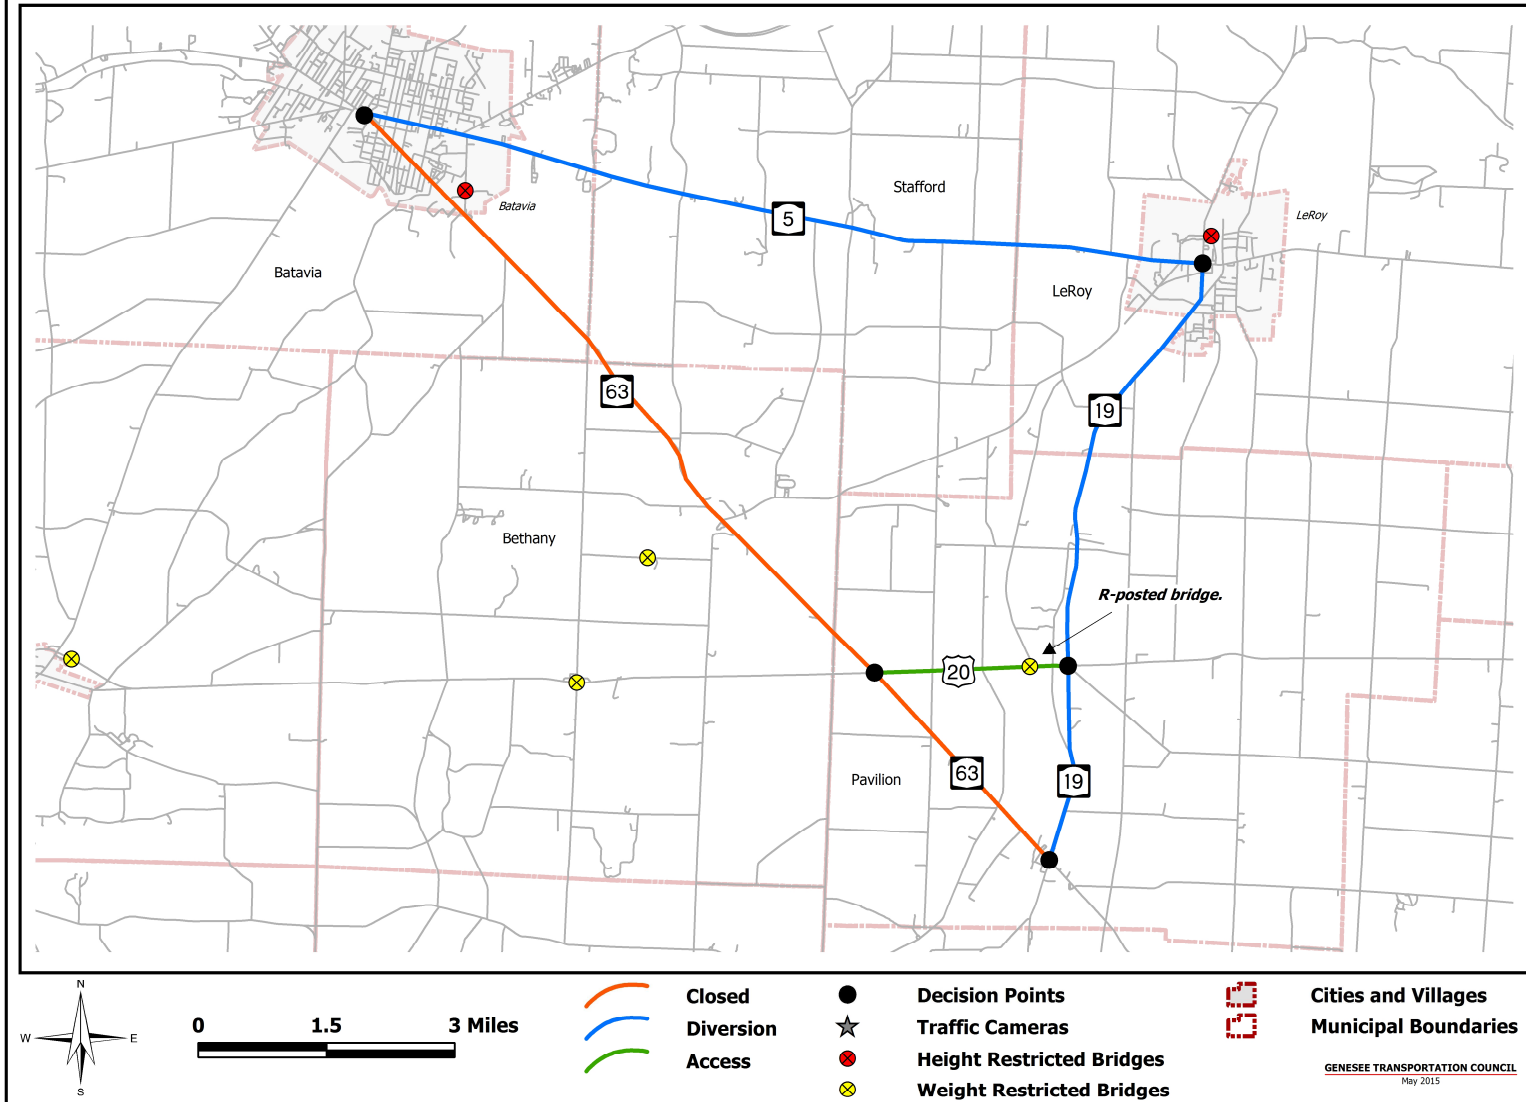 Stafford
Batavia
5
LeRoy
Batavia
LeRoy
63
19
Bethany
R-posted bridge.
20
Pavilion
63
19
N
W
E
S
0 1.5 3 Miles
Closed
Diversion
Access
Decision Points
Traffic Cameras
Height Restricted Bridges
Weight Restricted Bridges
Cities and Villages
Municipal Boundaries
GENESEE TRANSPORTATION COUNCIL
May 2015